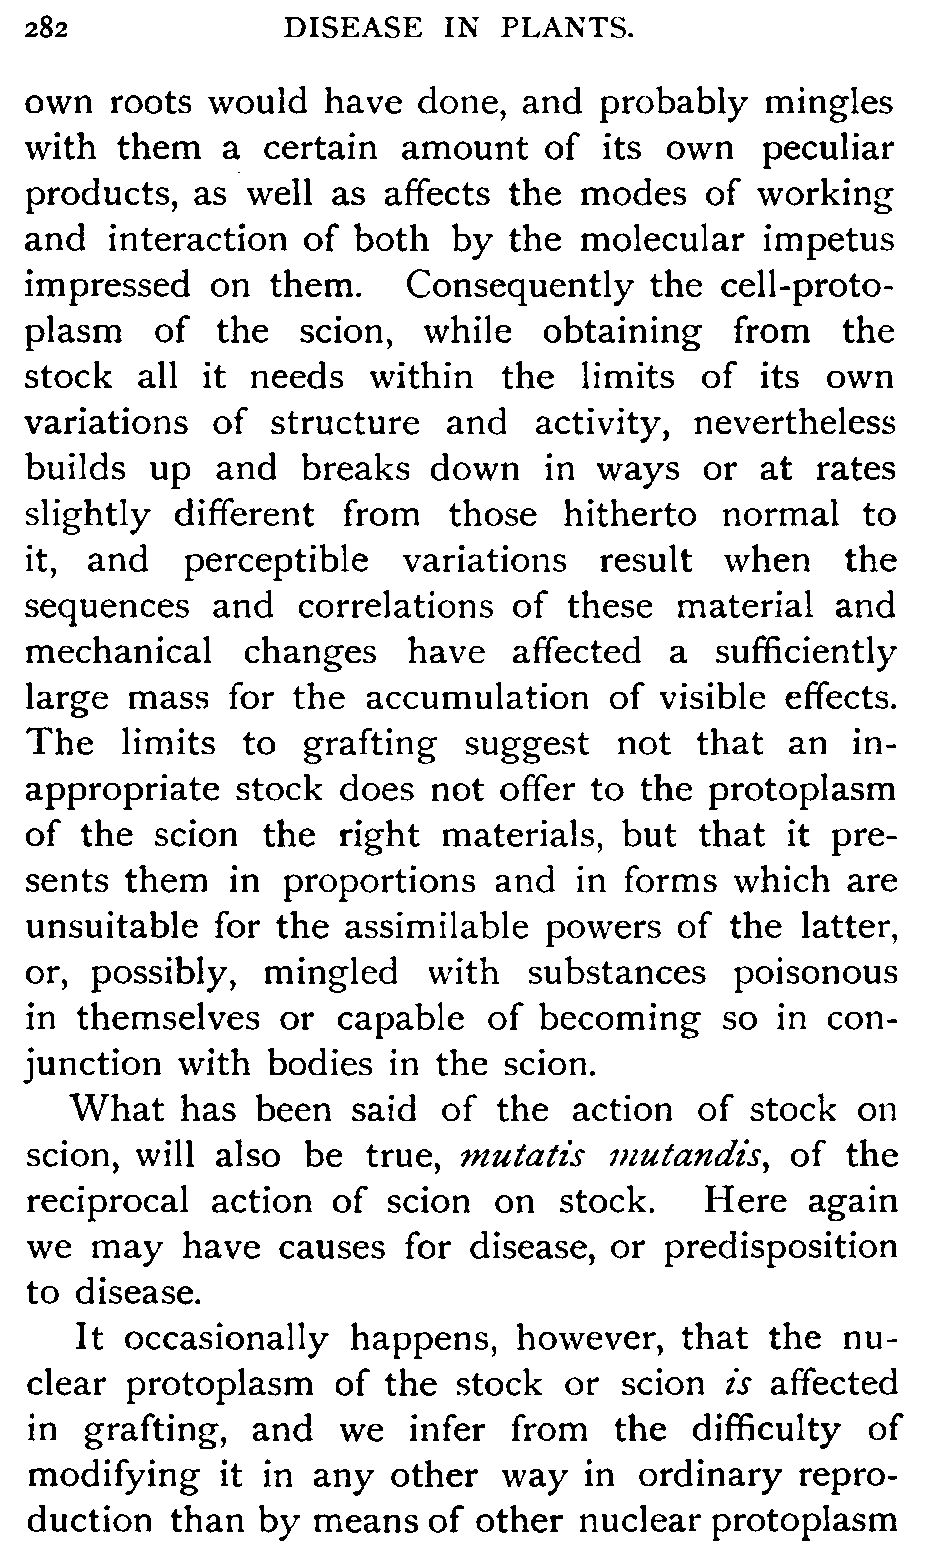 282 DISEASE IN PLANTS.
own roots would have done, and probably mingles
with them a certain amount of its own peculiar
products, as well as affects the modes of working
and interaction of both by the molecular impetus
impressed on them. Consequently the cell-proto-
plasm of the scion, while obtaining from the
stock all it needs within the limits of its own
variations of structure and activity, nevertheless
builds up and breaks down in ways or at rates
slightly different from those hitherto normal to
it, and perceptible variations result when the
sequences and correlations of these material and
mechanical changes have affected a sufficiently
large mass for the accumulation of visible effects.
The limits to grafting suggest not that an in-
appropriate stock does not offer to the protoplasm
of the scion the right materials, but that it pre-
sents them in proportions and in forms which are
unsuitable for the assimilable powers of the latter,
or, possibly, mingled with substances poisonous
in themselves or capable of becoming so in con-
junction with bodies in the scion.
What has been said of the action of stock on
scion, will also be true, mutatis mutandis, of the
reciprocal action of scion on stock. Here again
we may have causes for disease, or predisposition
to disease.
It occasionally happens, however, that the nu-
clear protoplasm of the stock or scion is affected
in grafting, and we infer from the difficulty of
modifying it in any other way in ordinary repro-
duction than by means of other nuclear protoplasm